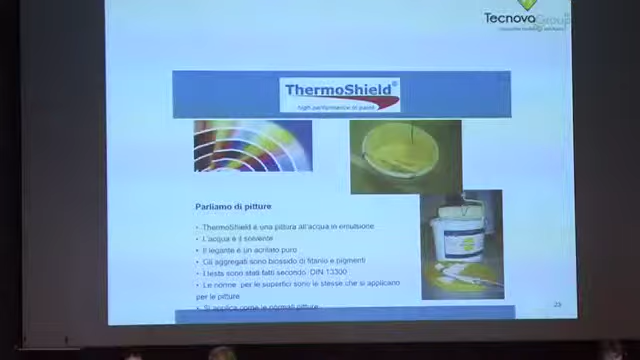 TecnovaGroup
ThermoShield®
high performance in paint
Parliamo di pitture
• ThermoShield è una pittura all'acqua in emulsione
• L'acqua è il solvente
• Il legante è un acrilato puro
• Gli aggregati sono biossido di titanio e pigmenti
• I tests sono stati fatti secondo DIN 13300
• Le norme per le superfici sono le stesse che si applicano
per le pitture
• Si applica come le normali pitture